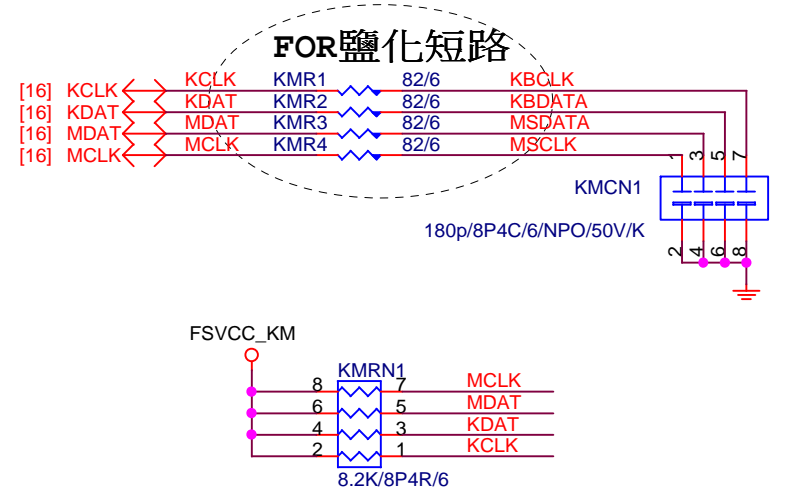 FOR鹽化短路
[16] KCLK KCLK KMR1 82/6 KBCLK
[16] KDAT KDAT KMR2 82/6 KBDATA
[16] MDAT MDAT KMR3 82/6 MSDATA
[16] MCLK MCLK KMR4 82/6 MSCLK
1 3 5 7
KMCN1
180p/8P4C/6/NPO/50V/K
2 4 6 8
FSVCC_KM
KMRN1
8 7 MCLK
6 5 MDAT
4 3 KDAT
2 1 KCLK
8.2K/8P4R/6